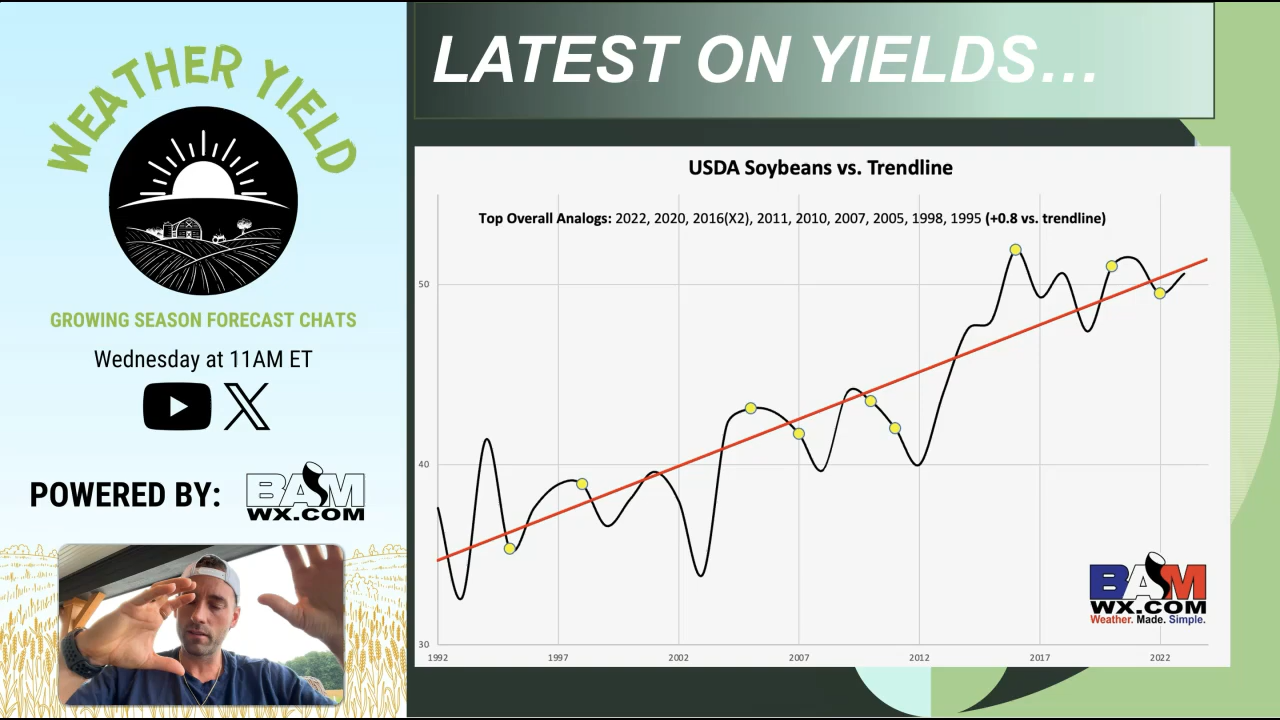 WEATHER YIELD
GROWING SEASON FORECAST CHATS
Wednesday at 11AM ET
POWERED BY:
BAM
WX.COM
LATEST ON YIELDS...
USDA Soybeans vs. Trendline
Top Overall Analogs: 2022, 2020, 2016(X2), 2011, 2010, 2007, 2005, 1998, 1995 (+0.8 vs. trendline)
50
40
30
1992 1997 2002 2007 2012 2017 2022
BAM
WX.COM
Weather. Made. Simple.